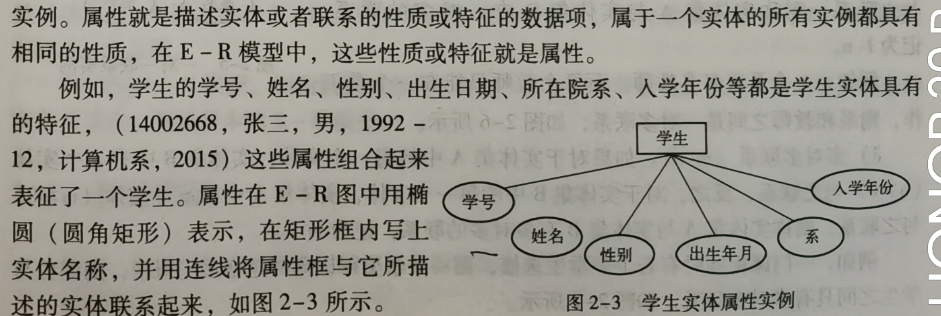 实例。属性就是描述实体或者联系的性质或特征的数据项，属于一个实体的所有实例都具有
相同的性质，在E-R模型中，这些性质或特征就是属性。
例如，学生的学号、姓名、性别、出生日期、所在院系、入学年份等都是学生实体具有
的特征，（14002668，张三，男，1992-
12，计算机系，2015）这些属性组合起来
表征了一个学生。属性在E-R图中用椭
圆（圆角矩形）表示，在矩形框内写上
实体名称，并用连线将属性框与它所描
述的实体联系起来，如图2-3所示。
学生
学号
姓名
性别
出生年月
系
入学年份
图2-3 学生实体属性实例